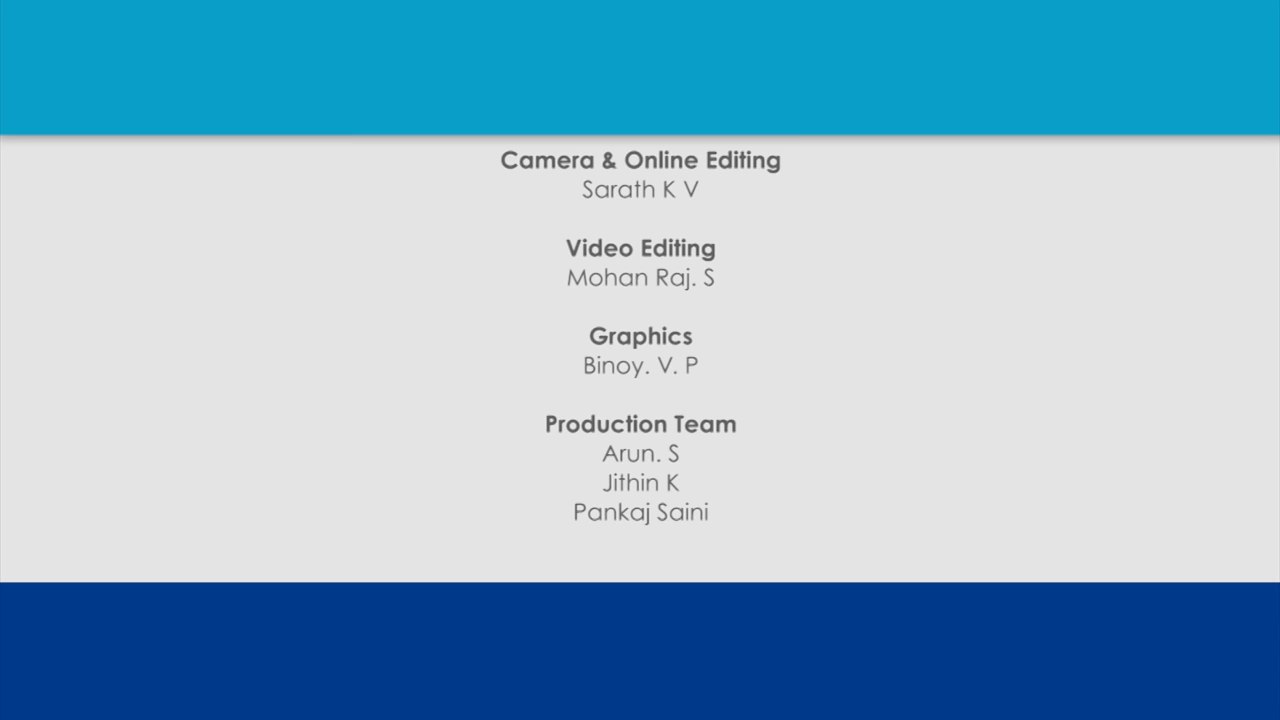 Camera & Online Editing
Sarath K V
Video Editing
Mohan Raj. S
Graphics
Binoy. V. P
Production Team
Arun. S
Jithin K
Pankaj Saini